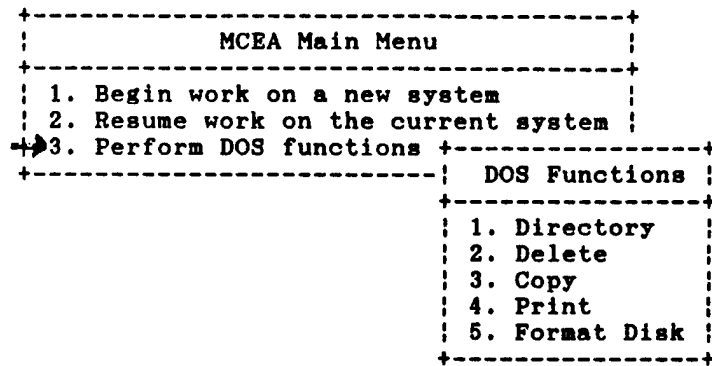 MCEA Main Menu
1. Begin work on a new system
2. Resume work on the current system
3. Perform DOS functions
DOS Functions
1. Directory
2. Delete
3. Copy
4. Print
5. Format Disk